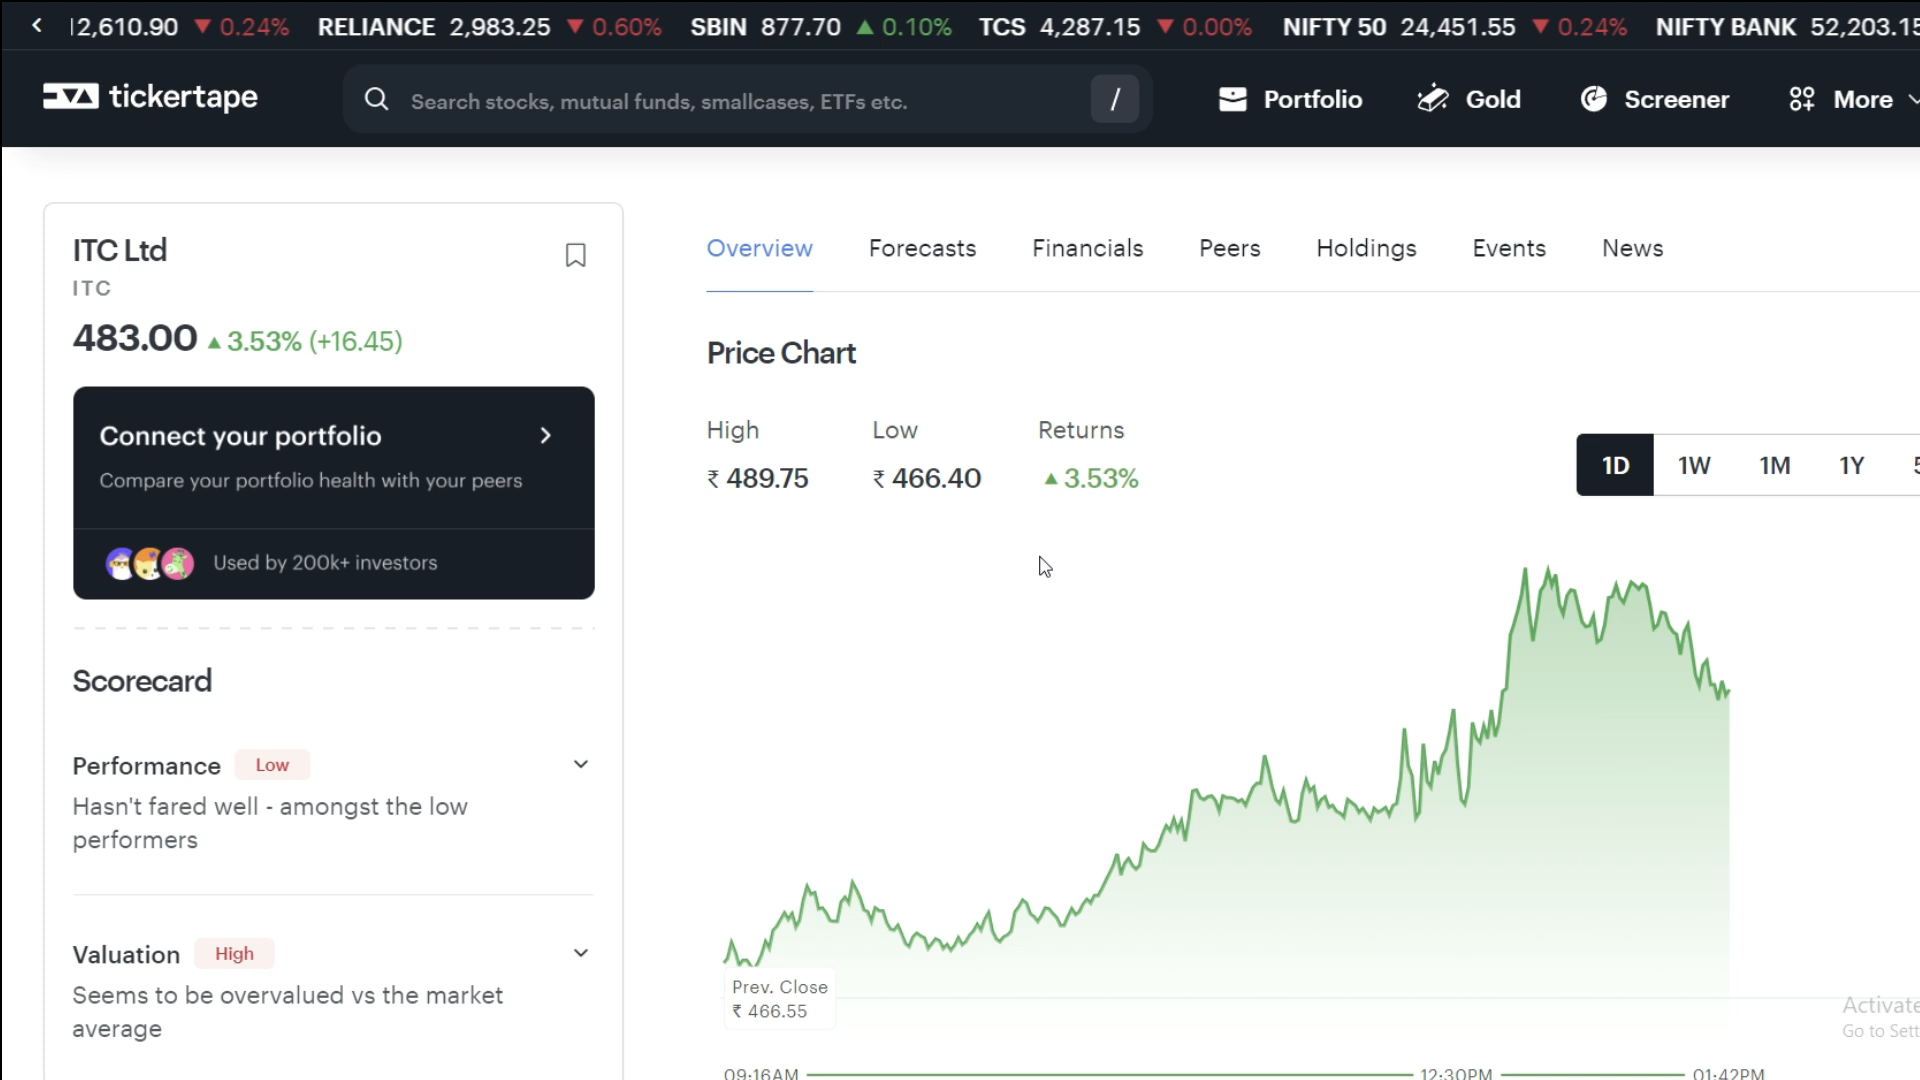 12,610.90 ▼ 0.24% RELIANCE 2,983.25 ▼ 0.60% SBIN 877.70 ▲ 0.10% TCS 4,287.15 ▼ 0.00% NIFTY 50 24,451.55 ▼ 0.24% NIFTY BANK 52,203.15
tickertape Search stocks, mutual funds, smallcases, ETFs etc. / Portfolio Gold Screener More
ITC Ltd
ITC
483.00 ▲ 3.53% (+16.45)
Connect your portfolio
Compare your portfolio health with your peers
Used by 200k+ investors
Scorecard
Performance Low
Hasn't fared well - amongst the low
performers
Valuation High
Seems to be overvalued vs the market
average
Overview Forecasts Financials Peers Holdings Events News
Price Chart
High Low Returns
₹ 489.75 ₹ 466.40 ▲ 3.53%
1D 1W 1M 1Y
Prev. Close
₹ 466.55
09:16AM 12:30PM 01:42PM
Activate
Go to Sett